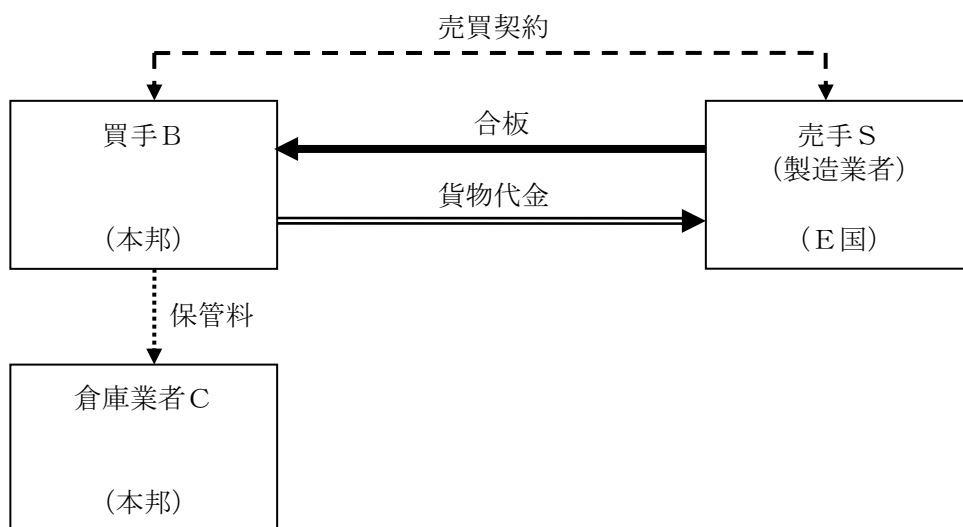 売買契約
買手Ｂ
（本邦）
合板
貨物代金
売手Ｓ
（製造業者）
（Ｅ国）
保管料
倉庫業者Ｃ
（本邦）